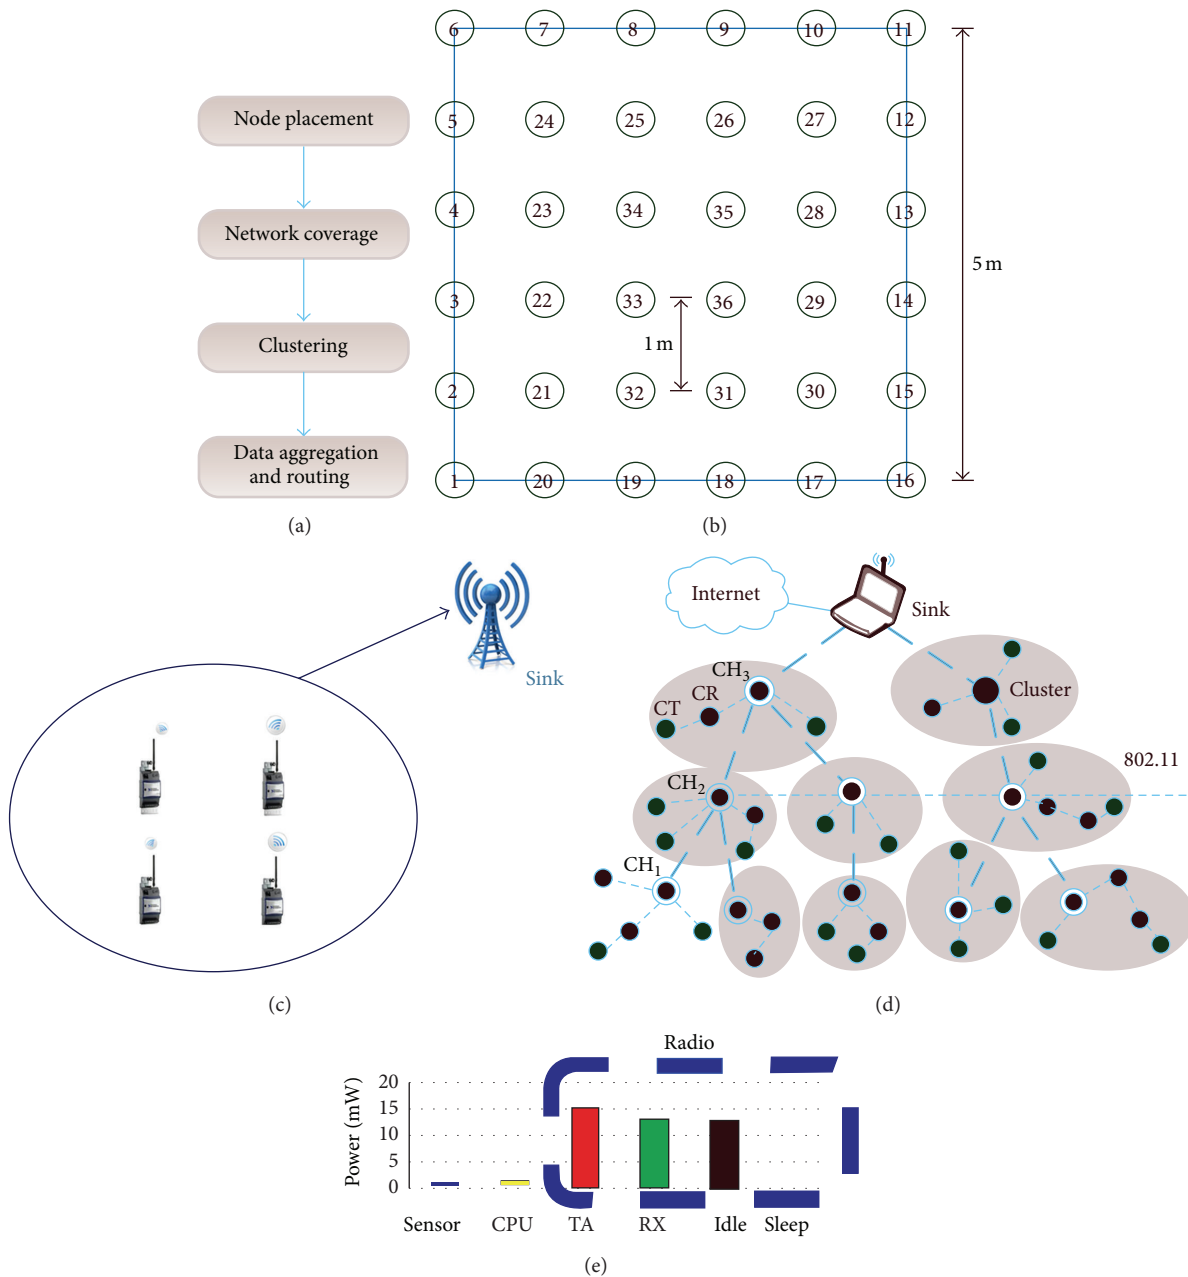 6 7 8 9 10 11
Node placement
5 24 25 26 27 12
4 23 34 35 28 13
Network coverage
5 m
3 22 33 36 29 14
Clustering
1 m
2 21 32 31 30 15
Data aggregation
and routing
1 20 19 18 17 16
(a)
(b)
Sink
Internet
Sink
CH3
CR
CT
Cluster
802.11
CH2
CH1
(c)
(d)
Radio
Power (mW)
20
15
10
5
0
Sensor CPU TA RX Idle Sleep
(e)